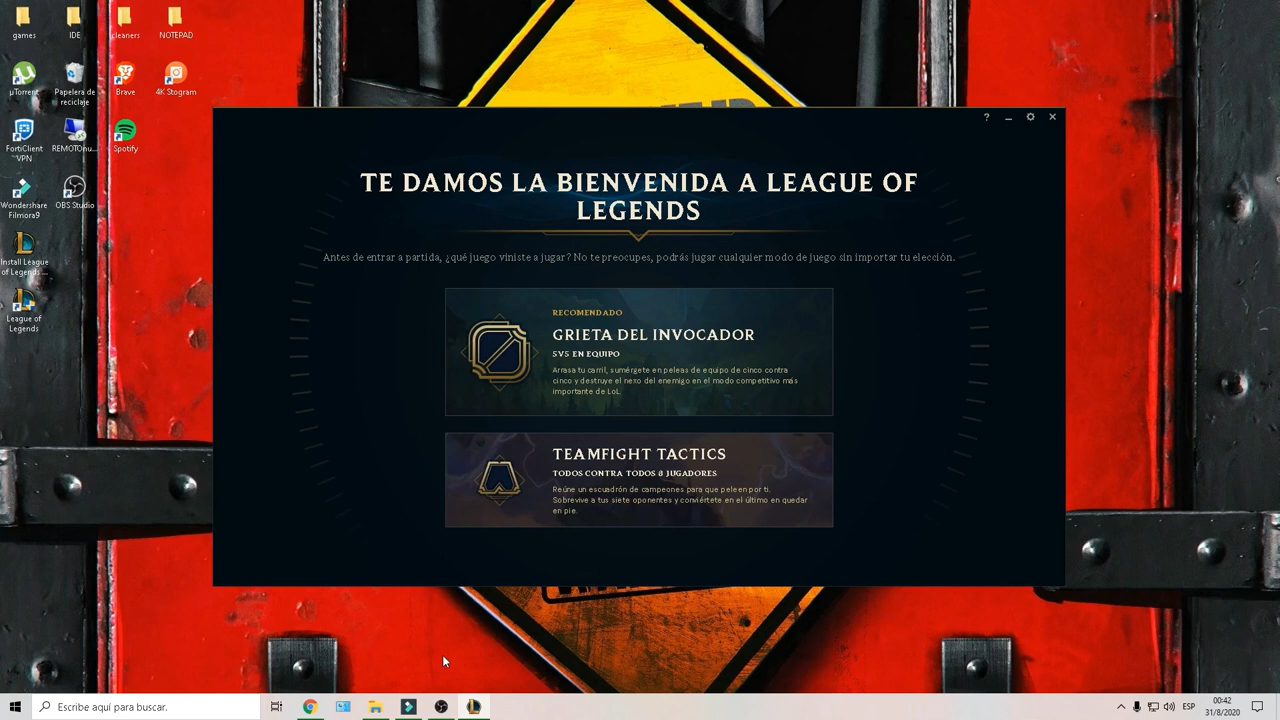 games
IDE
cleaners
NOTEPAD
µTorrent
Papelera de
reciclaje
Brave
4K Stogram
FortiClient
VPN
REMOTOnu...
Spotify
Wondershare
Filmora9
OBS Studio
Install League
of Legends ...
League of
Legends
?
TE DAMOS LA BIENVENIDA A LEAGUE OF
LEGENDS
Antes de entrar a partida, ¿qué juego viniste a jugar? No te preocupes, podrás jugar cualquier modo de juego sin importar tu elección.
RECOMENDADO
GRIETA DEL INVOCADOR
5V5 EN EQUIPO
Arrasa tu carril, sumérgete en peleas de equipo de cinco contra
cinco y destruye el nexo del enemigo en el modo competitivo más
importante de LoL.
TEAMFIGHT TACTICS
TODOS CONTRA TODOS 8 JUGADORES
Reúne un escuadrón de campeones para que peleen por ti.
Sobrevive a tus siete oponentes y conviértete en el último en quedar
en pie.
Escribe aquí para buscar.
ESP
00:42
31/8/2020